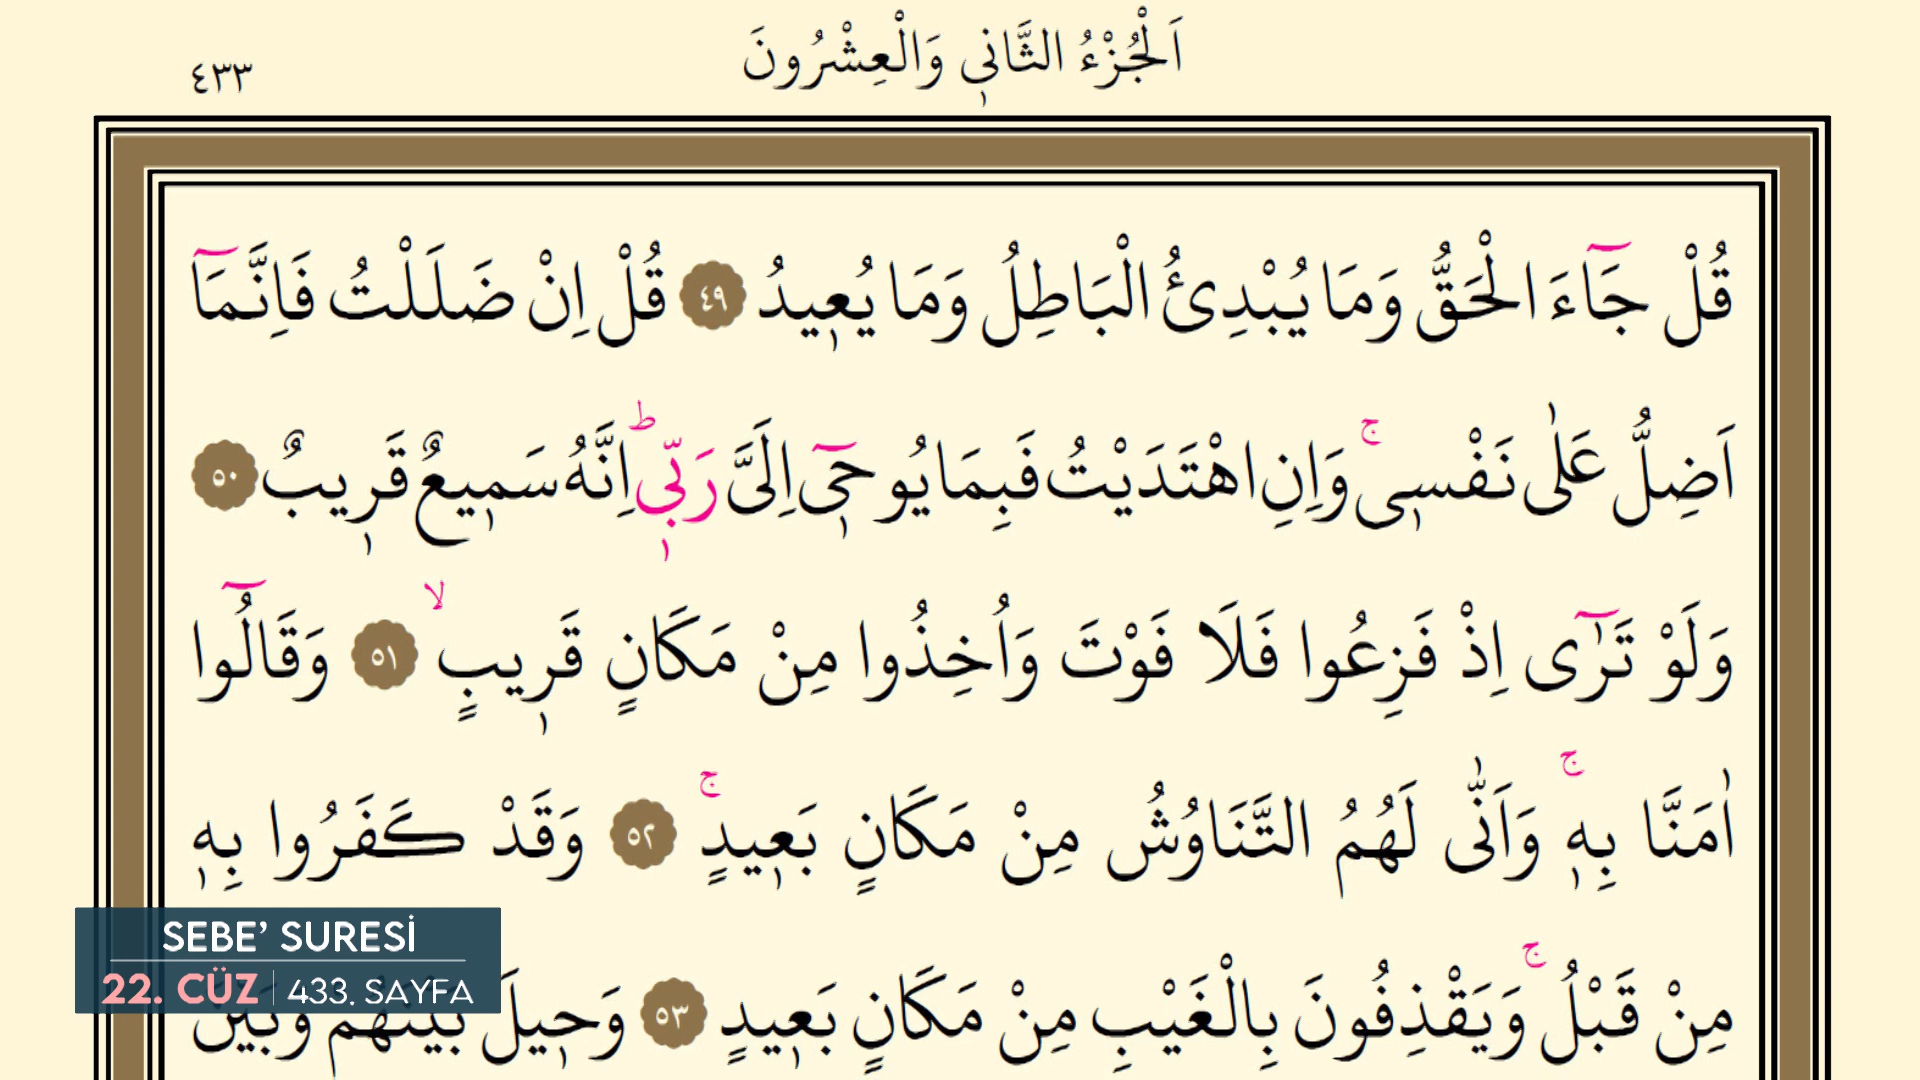 اَلْجُزْءُ الثَّانٖي وَالْعِشْرُونَ
٤٣٣
قُلْ جَٓاءَ الْحَقُّ وَمَا يُبْدِئُ الْبَاطِلُ وَمَا يُعٖيدُ ٤٩ قُلْ اِنْ ضَلَلْتُ فَاِنَّمَٓا
اَضِلُّ عَلٰى نَفْسٖيۚ وَاِنِ اهْتَدَيْتُ فَبِمَا يُوحٖٓي اِلَيَّ رَبّٖيؕ اِنَّهُ سَمٖيعٌ قَرٖيبٌ ٥٠
وَلَوْ تَرٰٓى اِذْ فَزِعُوا فَلَا فَوْتَ وَاُخِذُوا مِنْ مَكَانٍ قَرٖيبٍۙ ٥١ وَقَالُٓوا
اٰمَنَّا بِهٖۚ وَاَنّٰى لَهُمُ التَّنَاوُشُ مِنْ مَكَانٍ بَعٖيدٍۚ ٥٢ وَقَدْ كَفَرُوا بِهٖ
مِنْ قَبْلُۚ وَيَقْذِفُونَ بِالْغَيْبِ مِنْ مَكَانٍ بَعٖيدٍ ٥٣ وَحٖيلَ بَيْنَهُمْ وَبَيْنَ
SEBE’ SURESİ
22. CÜZ | 433. SAYFA